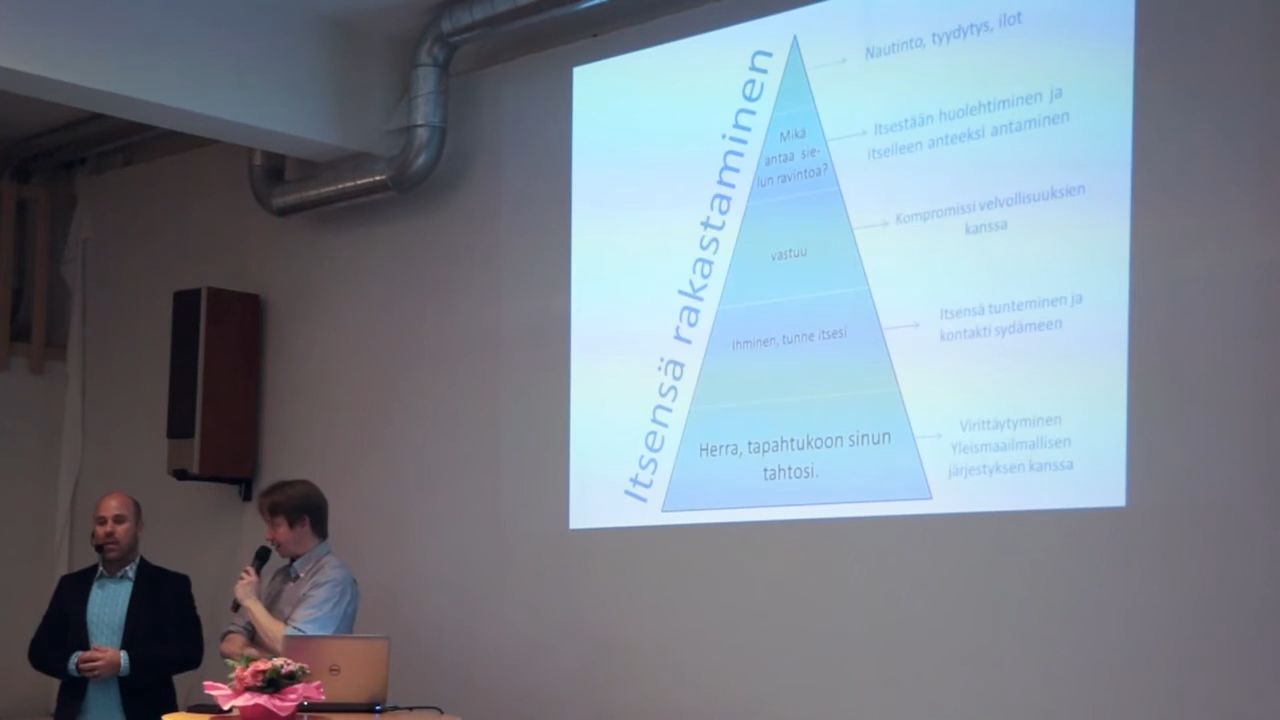 Itsensä rakastaminen
Nautinto, tyydytys, ilot
Mikä
antaa sie-
lun ravintoa?
Itsestään huolehtiminen ja
itselleen anteeksi antaminen
vastuu
Kompromissi velvollisuuksien
kanssa
Ihminen, tunne itsesi
Itsensä tunteminen ja
kontakti sydämeen
Herra, tapahtukoon sinun
tahtosi.
Virittäytyminen
Yleismaailmallisen
järjestyksen kanssa
DELL